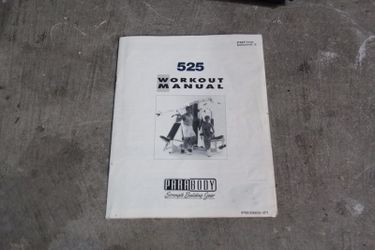 525
WORKOUT
MANUAL
PARABODY
Strength Building Gear